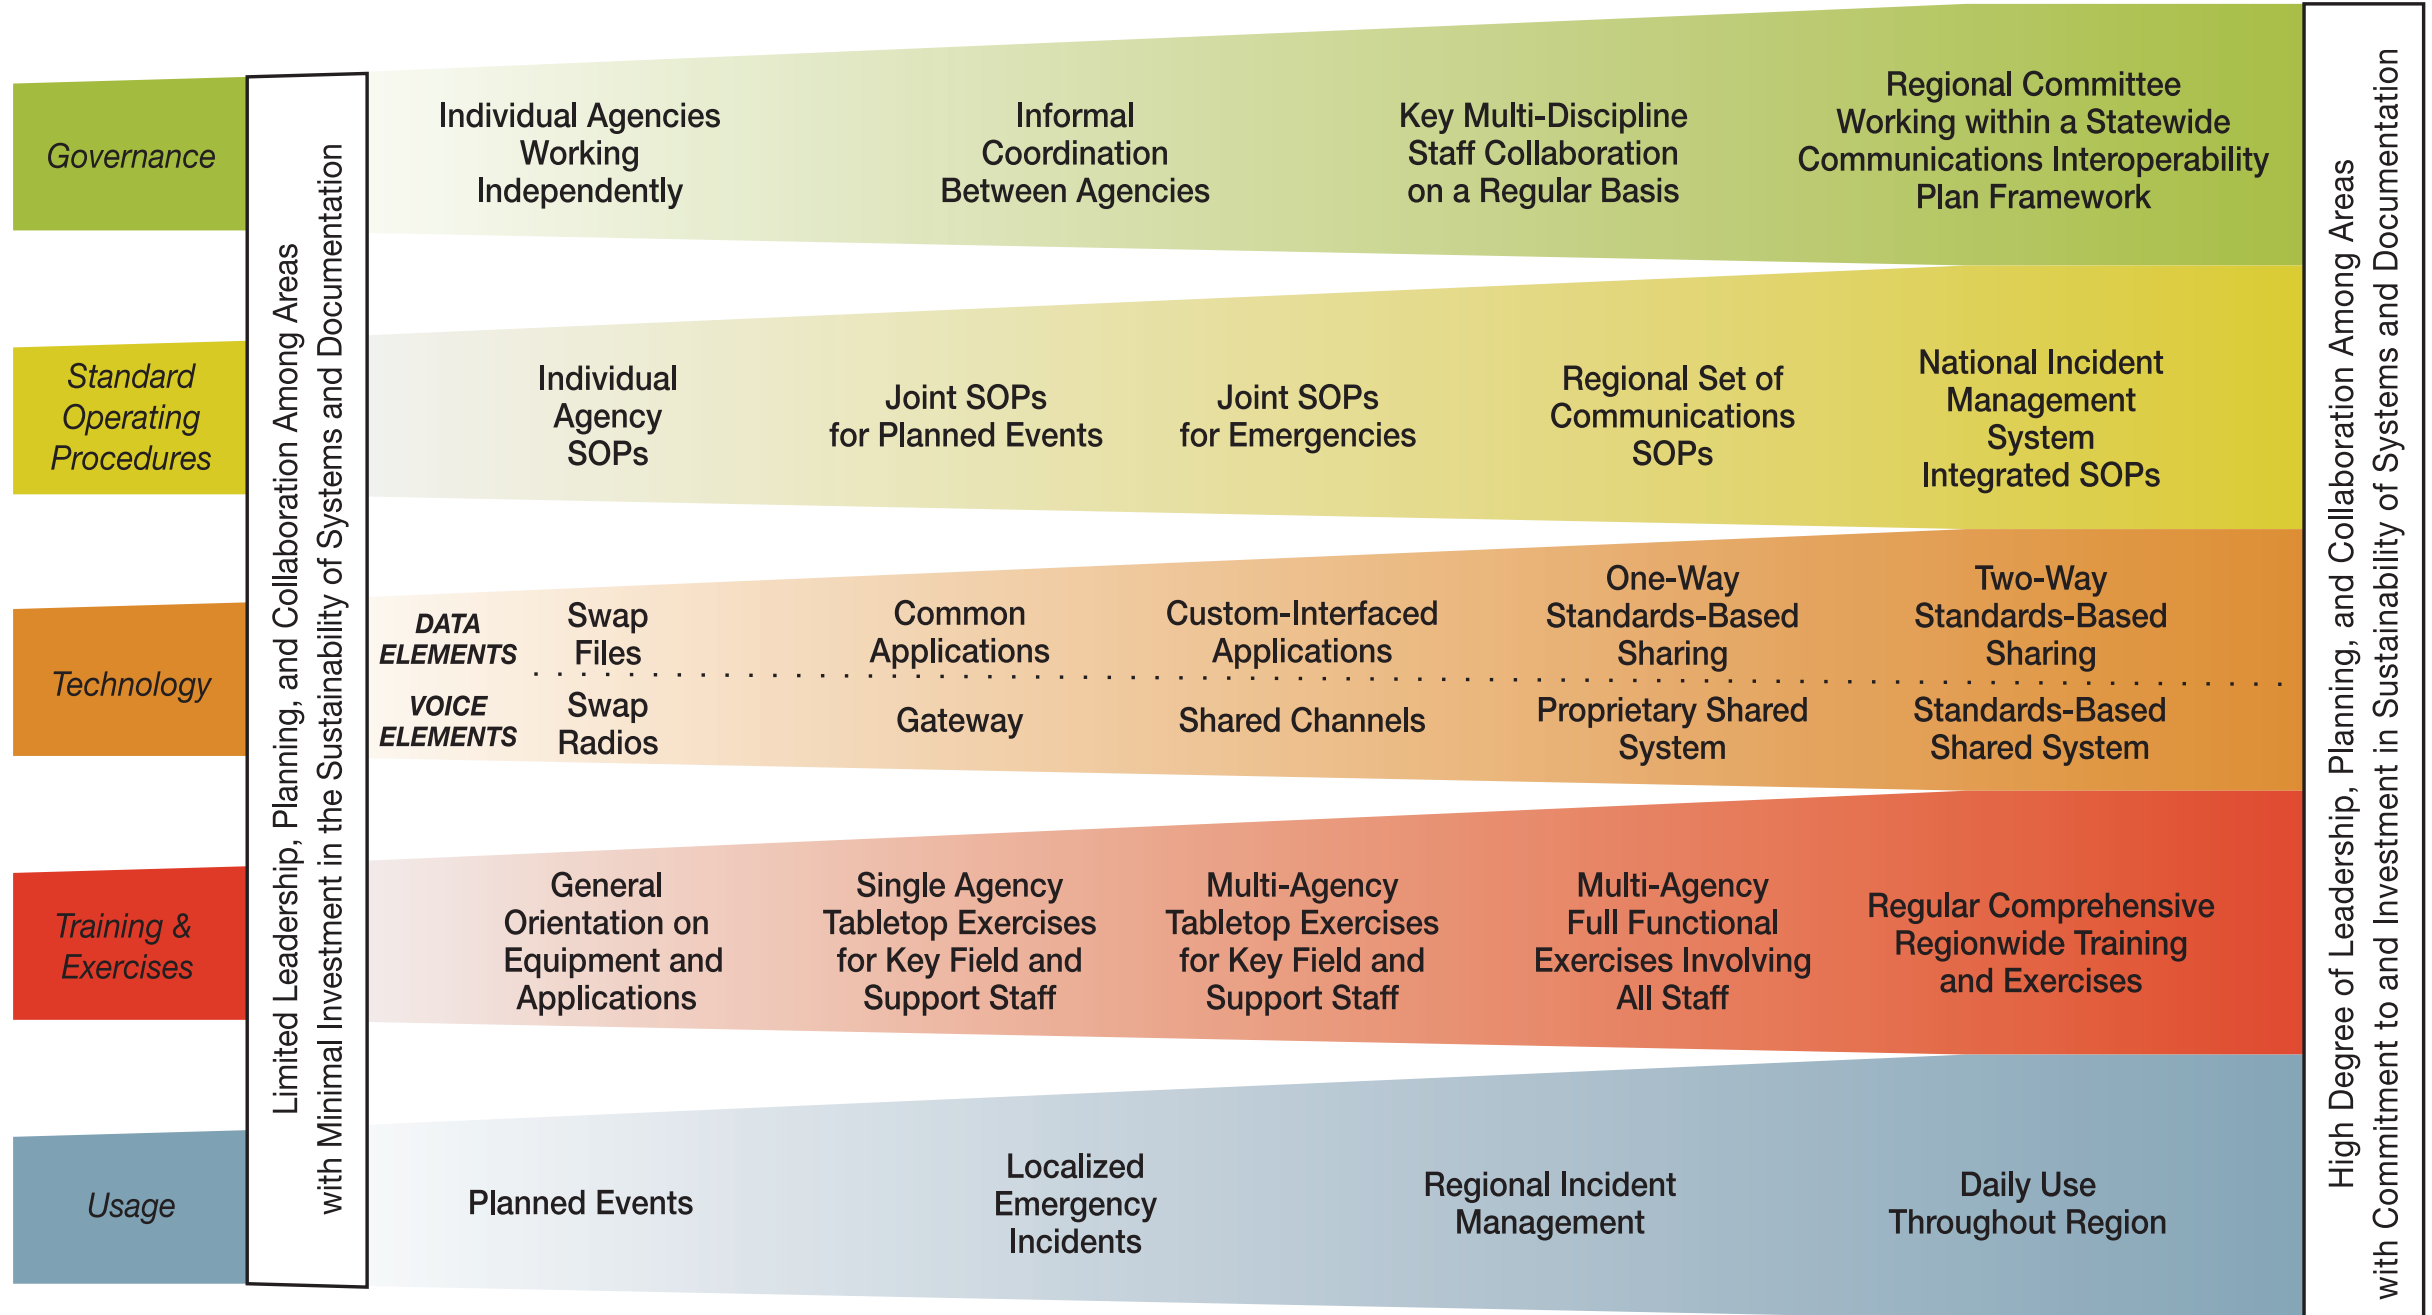 Governance
Individual Agencies
Working
Independently
Informal
Coordination
Between Agencies
Key Multi-Discipline
Staff Collaboration
on a Regular Basis
Regional Committee
Working within a Statewide
Communications Interoperability
Plan Framework
Standard
Operating
Procedures
Individual
Agency
SOPs
Joint SOPs
for Planned Events
Joint SOPs
for Emergencies
Regional Set of
Communications
SOPs
National Incident
Management
System
Integrated SOPs
Technology
DATA
ELEMENTS
Swap
Files
Common
Applications
Custom-Interfaced
Applications
One-Way
Standards-Based
Sharing
Two-Way
Standards-Based
Sharing
VOICE
ELEMENTS
Swap
Radios
Gateway
Shared Channels
Proprietary Shared
System
Standards-Based
Shared System
Training &
Exercises
General
Orientation on
Equipment and
Applications
Single Agency
Tabletop Exercises
for Key Field and
Support Staff
Multi-Agency
Tabletop Exercises
for Key Field and
Support Staff
Multi-Agency
Full Functional
Exercises Involving
All Staff
Regular Comprehensive
Regionwide Training
and Exercises
Usage
Planned Events
Localized
Emergency
Incidents
Regional Incident
Management
Daily Use
Throughout Region
Limited Leadership, Planning, and Collaboration Among Areas
with Minimal Investment in the Sustainability of Systems and Documentation
High Degree of Leadership, Planning, and Collaboration Among Areas
with Commitment to and Investment in Sustainability of Systems and Documentation